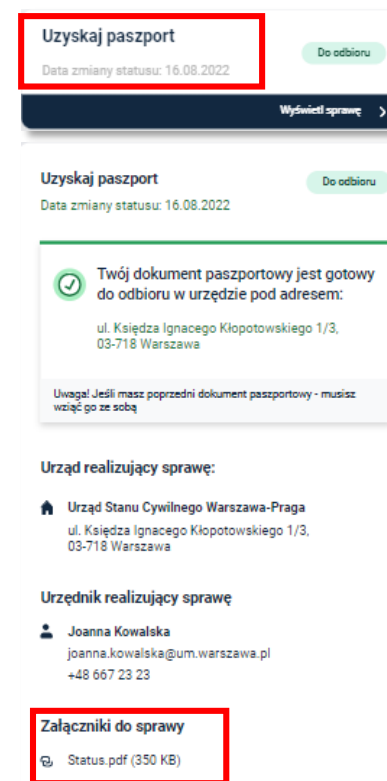 Uzyskaj paszport
Do odbioru
Data zmiany statusu: 16.08.2022
Wyświetl sprawę
Uzyskaj paszport
Do odbioru
Data zmiany statusu: 16.08.2022
Twój dokument paszportowy jest gotowy
do odbioru w urzędzie pod adresem:
ul. Księdza Ignacego Kłopotowskiego 1/3,
03-718 Warszawa
Uwaga! Jeśli masz poprzedni dokument paszportowy - musisz
wziąć go ze sobą
Urząd realizujący sprawę:
Urząd Stanu Cywilnego Warszawa-Praga
ul. Księdza Ignacego Kłopotowskiego 1/3,
03-718 Warszawa
Urzędnik realizujący sprawę
Joanna Kowalska
joanna.kowalska@um.warszawa.pl
+48 667 23 23
Załączniki do sprawy
Status.pdf (350 KB)